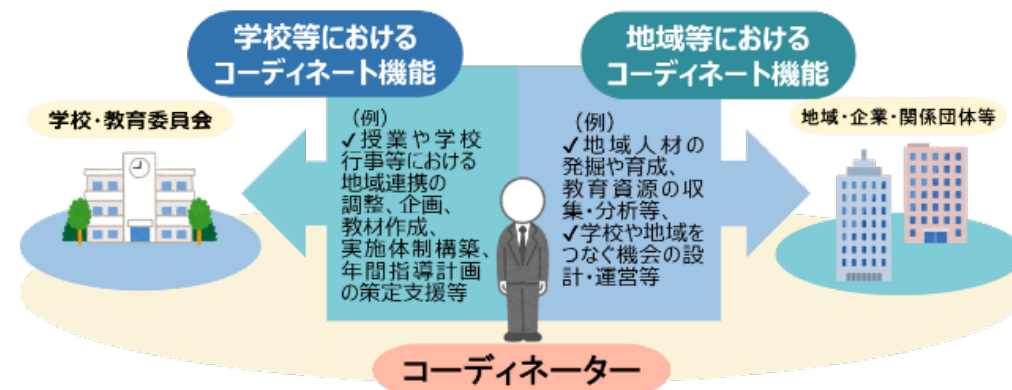 学校等における
コーディネート機能
地域等における
コーディネート機能
学校・教育委員会
地域・企業・関係団体等
(例)
✓授業や学校
行事等における
地域連携の
調整、企画、
教材作成、
実施体制構築、
年間指導計画
の策定支援等
(例)
✓地域人材の
発掘や育成、
教育資源の収
集・分析等、
✓学校や地域を
つなぐ機会の設
計・運営等
コーディネーター